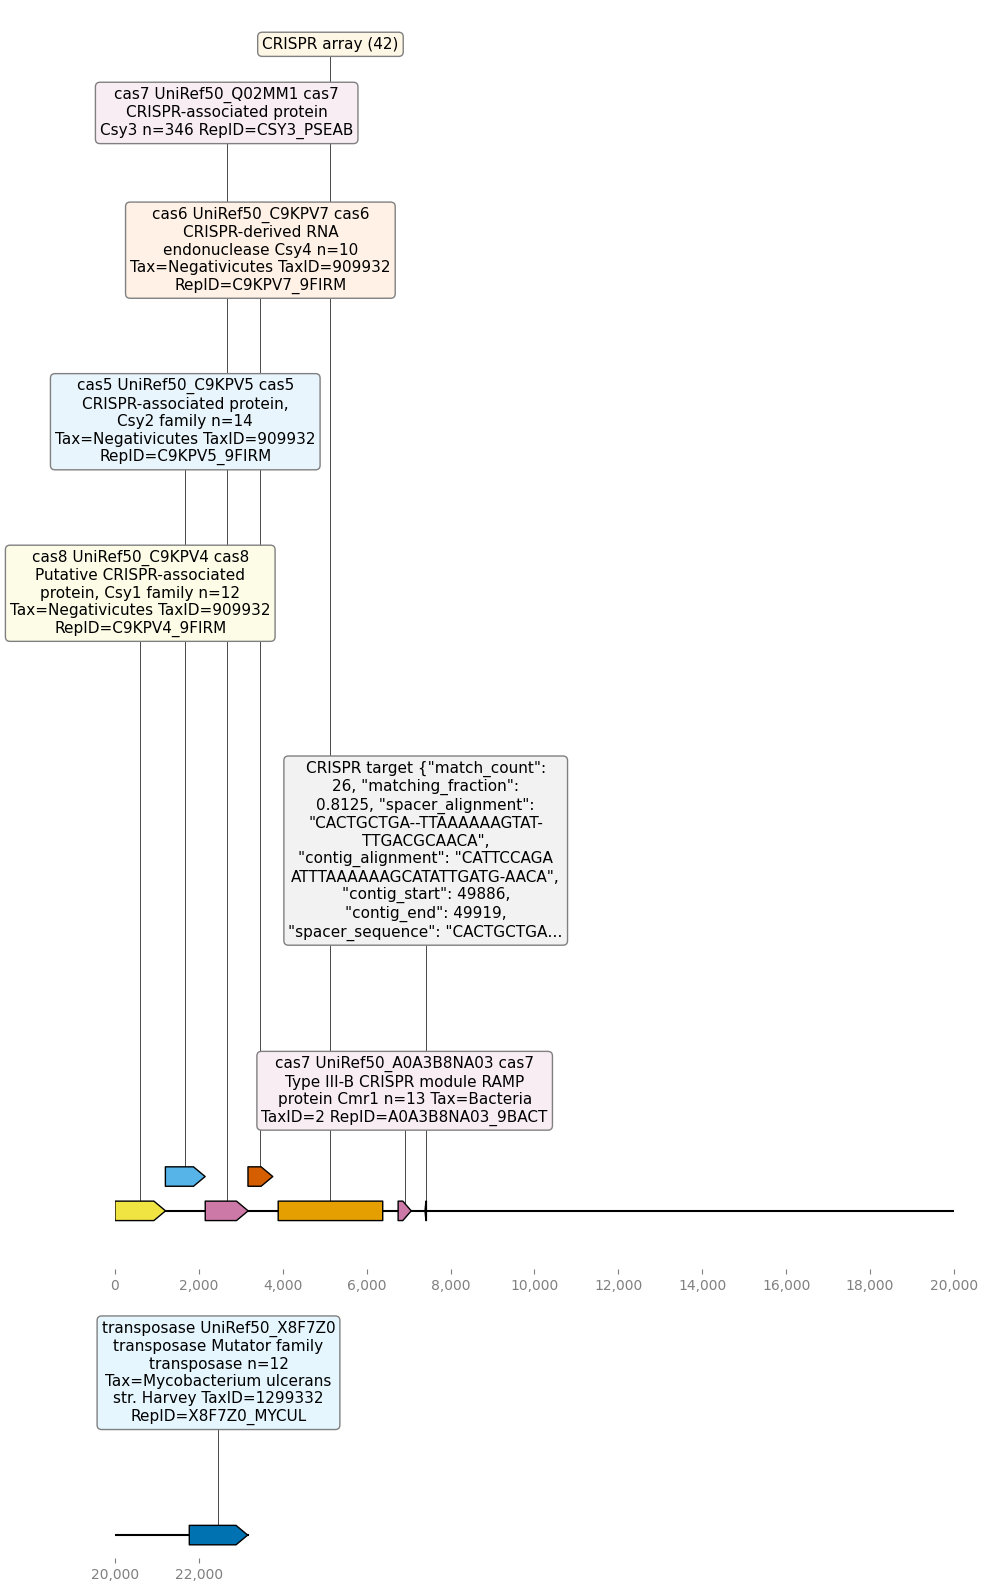 CRISPR array (42)
cas7 UniRef50_Q02MM1 cas7
CRISPR-associated protein
Csy3 n=346 RepID=CSY3_PSEAB
cas6 UniRef50_C9KPV7 cas6
CRISPR-derived RNA
endonuclease Csy4 n=10
Tax=Negativicutes TaxID=909932
RepID=C9KPV7_9FIRM
cas5 UniRef50_C9KPV5 cas5
CRISPR-associated protein,
Csy2 family n=14
Tax=Negativicutes TaxID=909932
RepID=C9KPV5_9FIRM
cas8 UniRef50_C9KPV4 cas8
Putative CRISPR-associated
protein, Csy1 family n=12
Tax=Negativicutes TaxID=909932
RepID=C9KPV4_9FIRM
CRISPR target {"match_count":
26, "matching_fraction":
0.8125, "spacer_alignment":
"CACTGCTGA--TTAAAAAAGTAT-
TTGACGCAACA",
"contig_alignment": "CATTCCAGA
ATTTAAAAAAGCATATTGATG-AACA",
"contig_start": 49886,
"contig_end": 49919,
"spacer_sequence": "CACTGCTGA...
cas7 UniRef50_A0A3B8NA03 cas7
Type III-B CRISPR module RAMP
protein Cmr1 n=13 Tax=Bacteria
TaxID=2 RepID=A0A3B8NA03_9BACT
0 2,000 4,000 6,000 8,000 10,000 12,000 14,000 16,000 18,000 20,000
transposase UniRef50_X8F7Z0
transposase Mutator family
transposase n=12
Tax=Mycobacterium ulcerans
str. Harvey TaxID=1299332
RepID=X8F7Z0_MYCUL
20,000 22,000